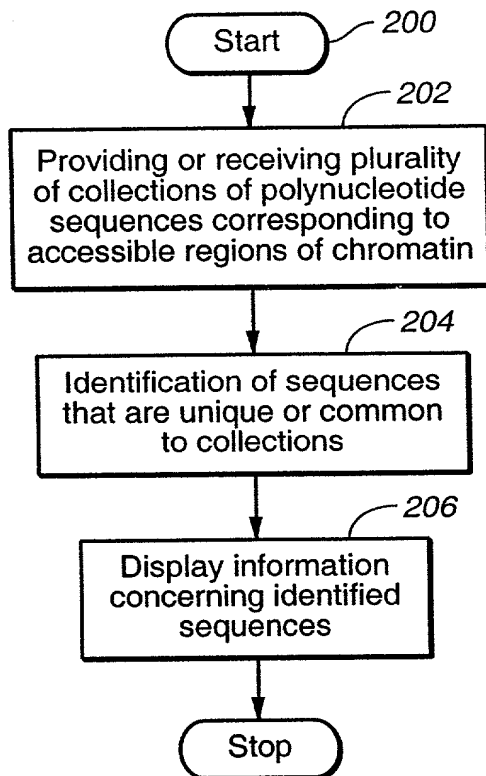 Start
200
202
Providing or receiving plurality
of collections of polynucleotide
sequences corresponding to
accessible regions of chromatin
204
Identification of sequences
that are unique or common
to collections
206
Display information
concerning identified
sequences
Stop